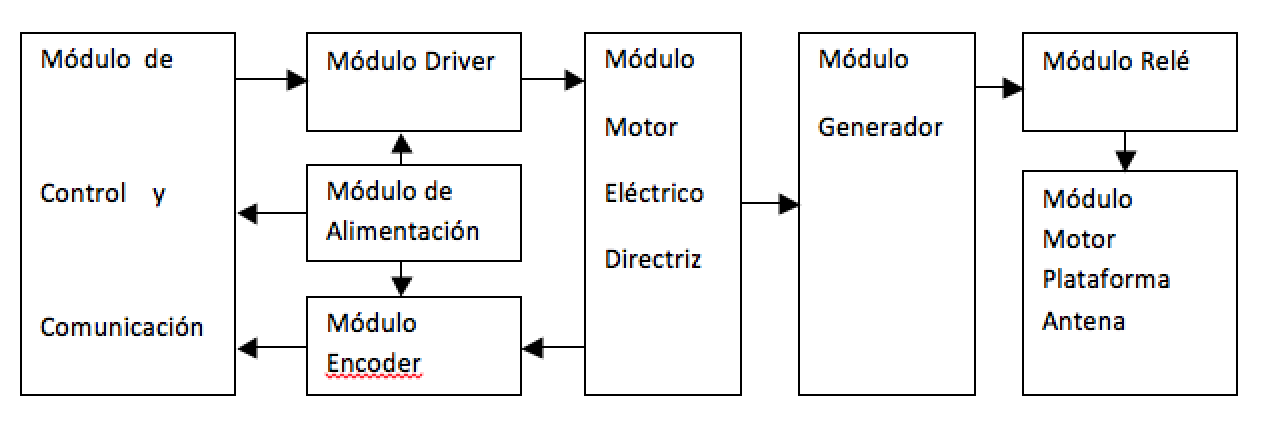 Módulo de
Control y
Comunicación
Módulo Driver
Módulo de
Alimentación
Módulo
Encoder
Módulo
Motor
Eléctrico
Directriz
Módulo
Generador
Módulo Relé
Módulo
Motor
Plataforma
Antena